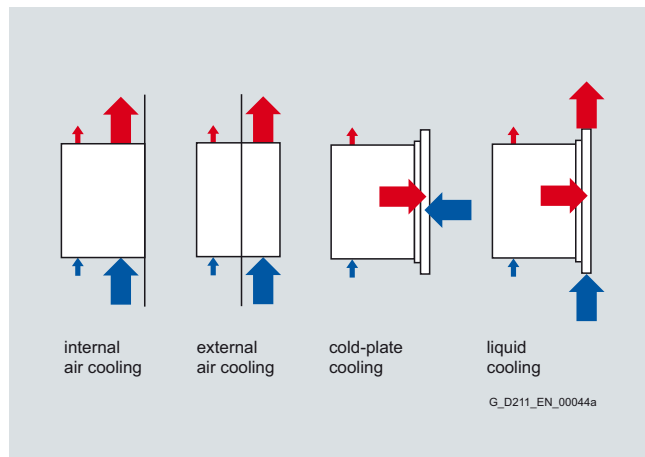 internal
air cooling
external
air cooling
cold-plate
cooling
liquid
cooling
G_D211_EN_00044a